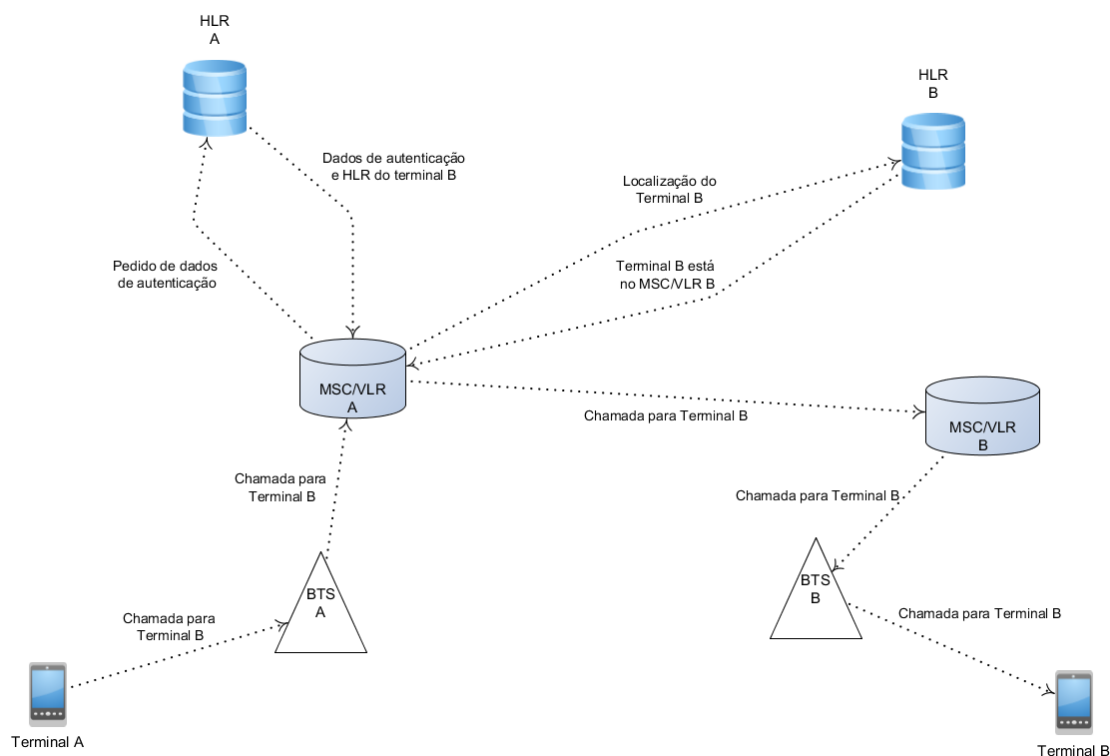 HLR
A
HLR
B
Dados de autenticação
e HLR do terminal B
Localização do
Terminal B
Pedido de dados
de autenticação
Terminal B está
no MSC/VLR B
MSC/VLR
A
Chamada para Terminal B
MSC/VLR
B
Chamada para
Terminal B
Chamada para Terminal B
BTS
A
BTS
B
Chamada para
Terminal B
Chamada para Terminal B
Terminal A
Terminal B